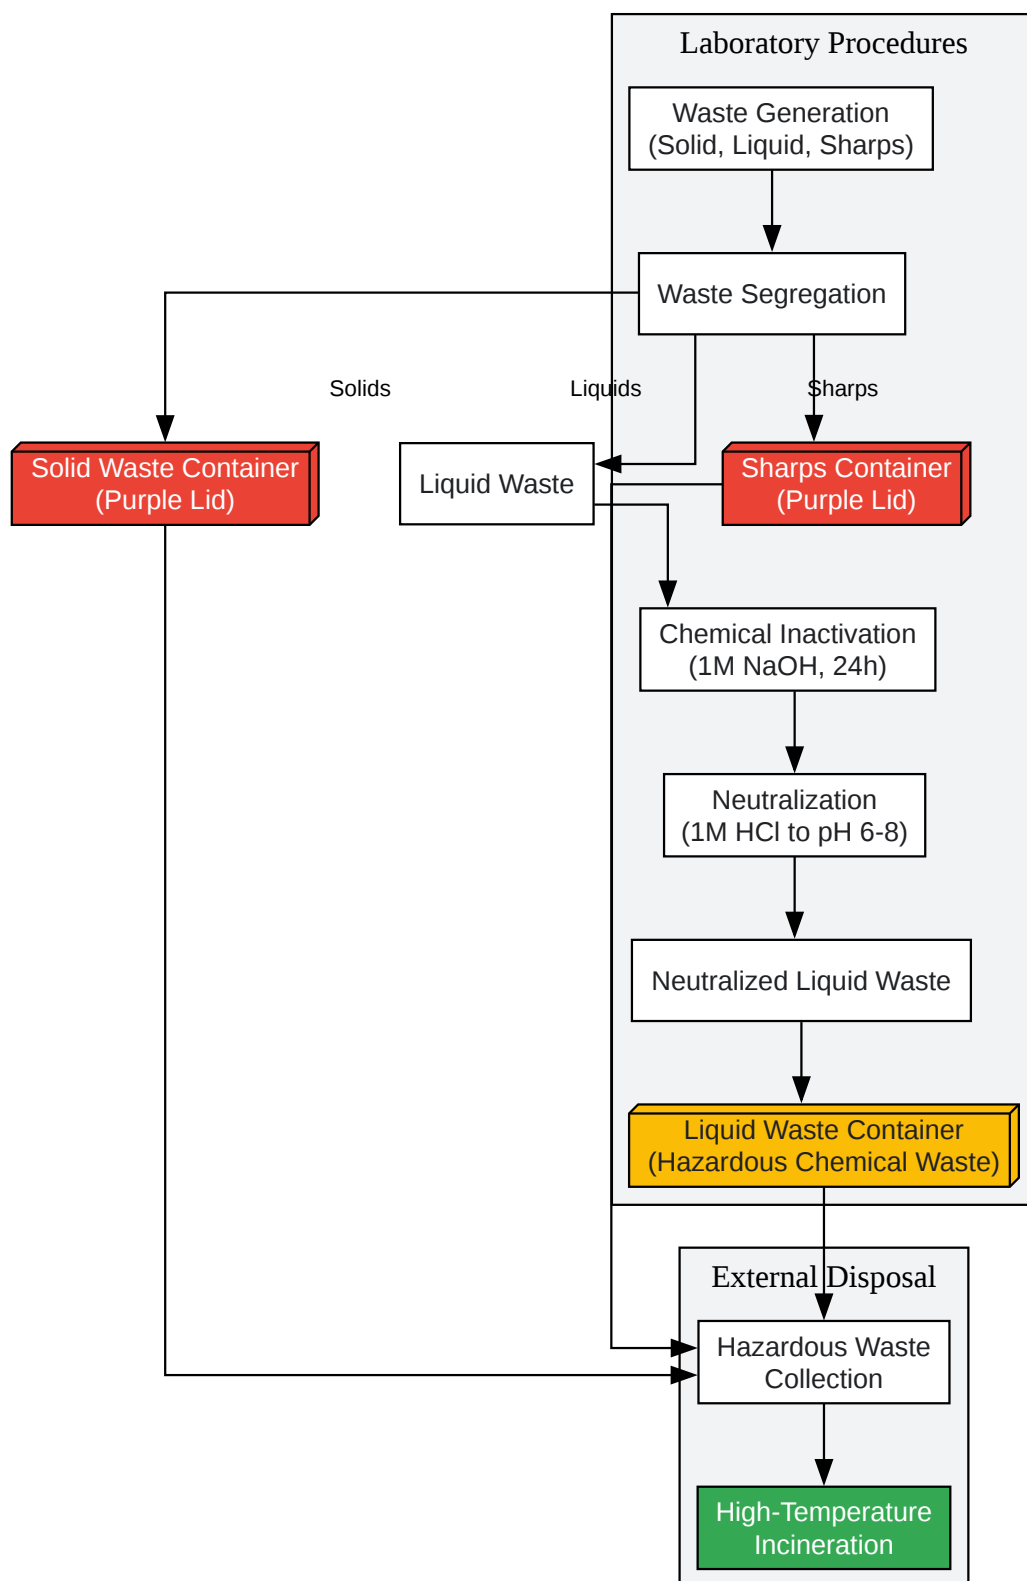 Laboratory Procedures
Waste Generation
(Solid, Liquid, Sharps)
Waste Segregation
Solids
Liquids
Sharps
Solid Waste Container
(Purple Lid)
Liquid Waste
Sharps Container
(Purple Lid)
Chemical Inactivation
(1M NaOH, 24h)
Neutralization
(1M HCl to pH 6-8)
Neutralized Liquid Waste
Liquid Waste Container
(Hazardous Chemical Waste)
External Disposal
Hazardous Waste
Collection
High-Temperature
Incineration